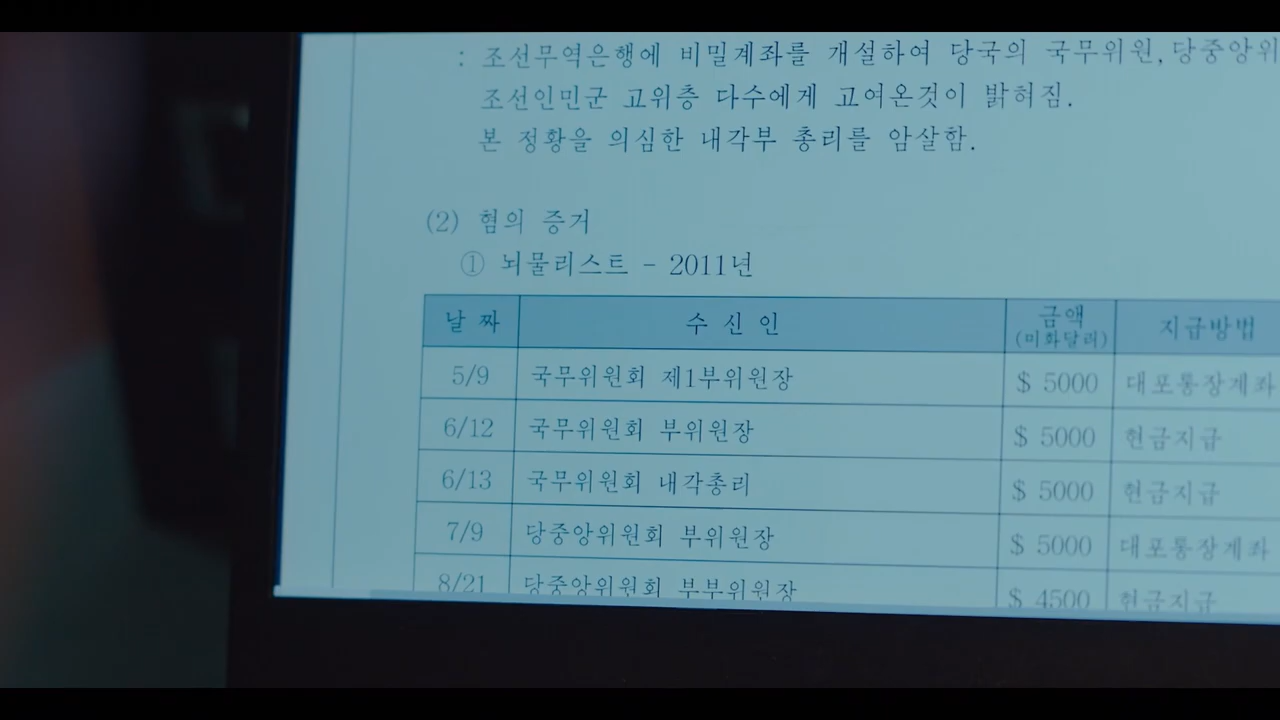 : 조선무역은행에 비밀계좌를 개설하여 당국의 국무위원, 당중앙위
조선인민군 고위층 다수에게 고여온것이 밝혀짐.
본 정황을 의심한 내각부 총리를 암살함.
(2) 혐의 증거
① 뇌물리스트 - 2011년
날 짜 수 신 인 금액 (미화달러) 지급방법
5/9 국무위원회 제1부위원장 $ 5000 대포통장계좌
6/12 국무위원회 부위원장 $ 5000 현금지급
6/13 국무위원회 내각총리 $ 5000 현금지급
7/9 당중앙위원회 부위원장 $ 5000 대포통장계좌
8/21 당중앙위원회 부부위원장 $ 4500 현금지급